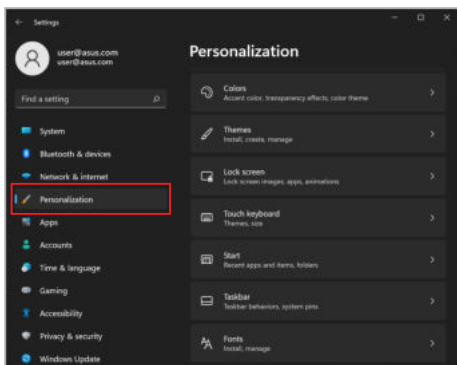 Settings
user@asus.com
user@asus.com
Find a setting
System
Bluetooth & devices
Network & internet
Personalization
Apps
Accounts
Time & language
Gaming
Accessibility
Privacy & security
Windows Update
Personalization
Colors
Accent color, transparency effects, color theme
Themes
Install, create, manage
Lock screen
Lock screen images, apps, animations
Touch keyboard
Themes, size
Start
Recent apps and items, folders
Taskbar
Taskbar behaviors, system pins
Fonts
Install, manage